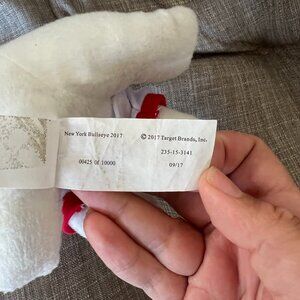 New York Bullseye 2017
© 2017 Target Brands, Inc.
235-15-3141
00425 of 10000
09/17